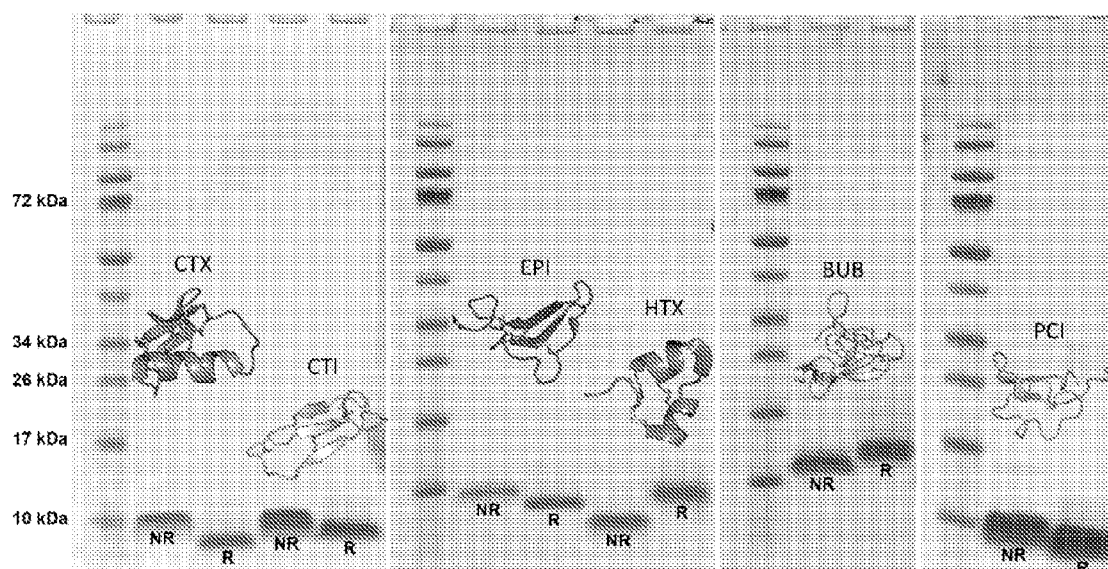 72 kDa
CTX
EPI
BUB
HTX
34 kDa
PCI
CTI
26 kDa
17 kDa
10 kDa
NR
R
NR
R
NR
R
NR
R
NR
R
NR
R